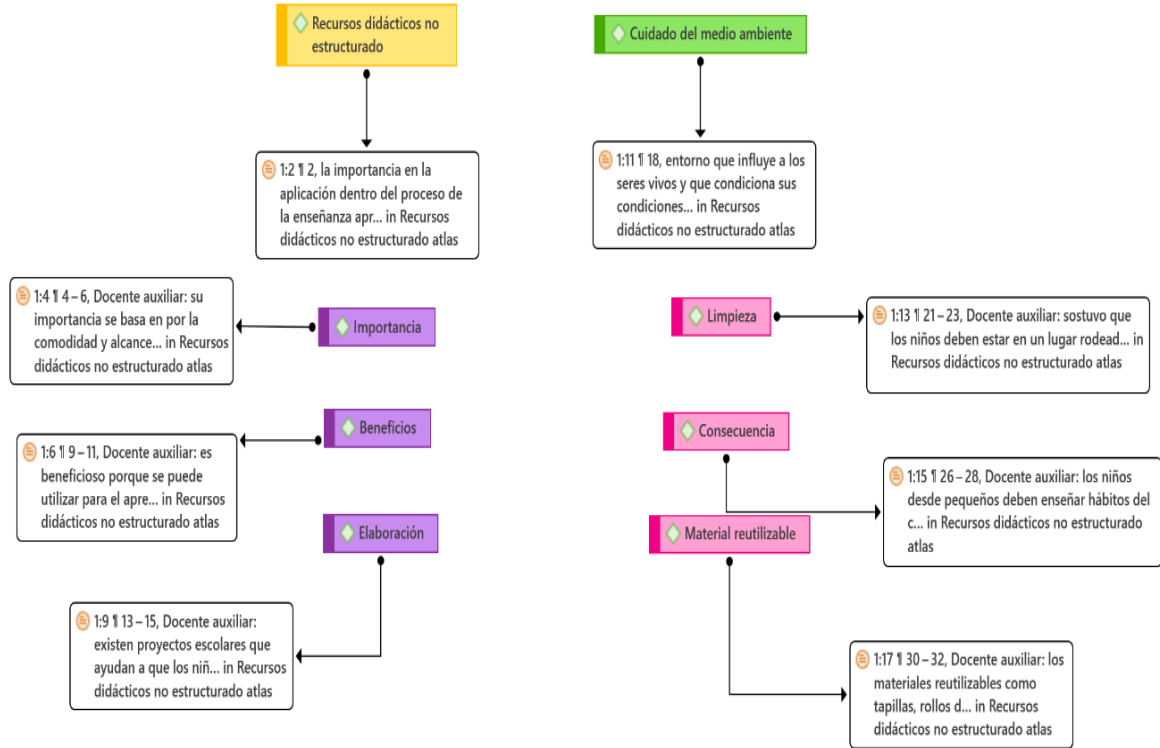 Recursos didácticos no
estructurado
Cuidado del medio ambiente
1:2 ¶ 2, la importancia en la
aplicación dentro del proceso de
la enseñanza apr... in Recursos
didácticos no estructurado atlas
1:11 ¶ 18, entorno que influye a los
seres vivos y que condiciona sus
condiciones... in Recursos
didácticos no estructurado atlas
1:4 ¶ 4 – 6, Docente auxiliar: su
importancia se basa en por la
comodidad y alcance... in Recursos
didácticos no estructurado atlas
Importancia
Limpieza
1:13 ¶ 21 – 23, Docente auxiliar: sostuvo que
los niños deben estar en un lugar rodead... in
Recursos didácticos no estructurado atlas
Beneficios
1:6 ¶ 9 – 11, Docente auxiliar: es
beneficioso porque se puede
utilizar para el apre... in Recursos
didácticos no estructurado atlas
Consecuencia
1:15 ¶ 26 – 28, Docente auxiliar: los niños
desde pequeños deben enseñar hábitos del
c... in Recursos didácticos no estructurado
atlas
Elaboración
Material reutilizable
1:9 ¶ 13 – 15, Docente auxiliar:
existen proyectos escolares que
ayudan a que los niñ... in Recursos
didácticos no estructurado atlas
1:17 ¶ 30 – 32, Docente auxiliar: los
materiales reutilizables como
tapillas, rollos d... in Recursos
didácticos no estructurado atlas